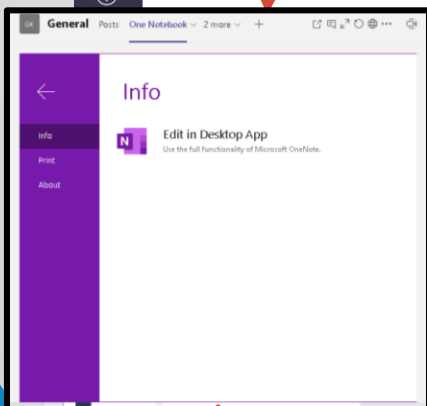 GK General Posts One Notebook 2 more
Info
Info
Print
About
N Edit in Desktop App
Use the full functionality of Microsoft OneNote.